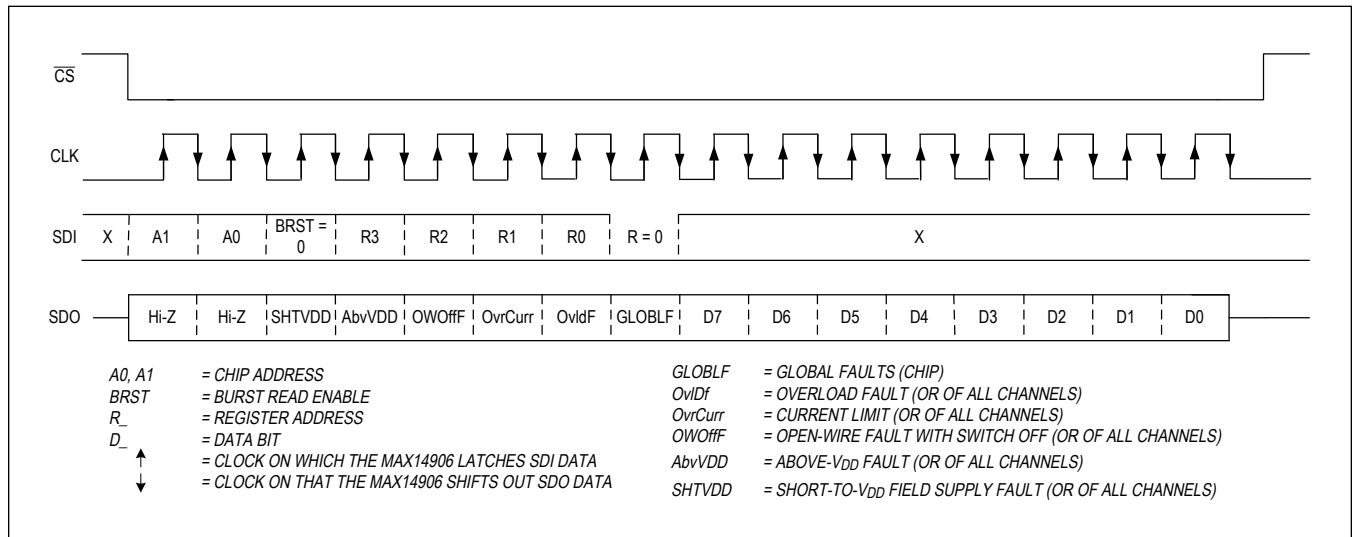 CS
CLK
SDI X A1 A0 BRST = 0 R3 R2 R1 R0 R = 0 X
SDO Hi-Z Hi-Z SHTVDD AbvVDD OWOffF OvrCurr OvldF GLOBLF D7 D6 D5 D4 D3 D2 D1 D0
A0, A1 = CHIP ADDRESS
BRST = BURST READ ENABLE
R_ = REGISTER ADDRESS
D_ = DATA BIT
↑ = CLOCK ON WHICH THE MAX14906 LATCHES SDI DATA
↓ = CLOCK ON THAT THE MAX14906 SHIFTS OUT SDO DATA
GLOBLF = GLOBAL FAULTS (CHIP)
OvlDf = OVERLOAD FAULT (OR OF ALL CHANNELS)
OvrCurr = CURRENT LIMIT (OR OF ALL CHANNELS)
OWOffF = OPEN-WIRE FAULT WITH SWITCH OFF (OR OF ALL CHANNELS)
AbvVDD = ABOVE-VDD FAULT (OR OF ALL CHANNELS)
SHTVDD = SHORT-TO-VDD FIELD SUPPLY FAULT (OR OF ALL CHANNELS)